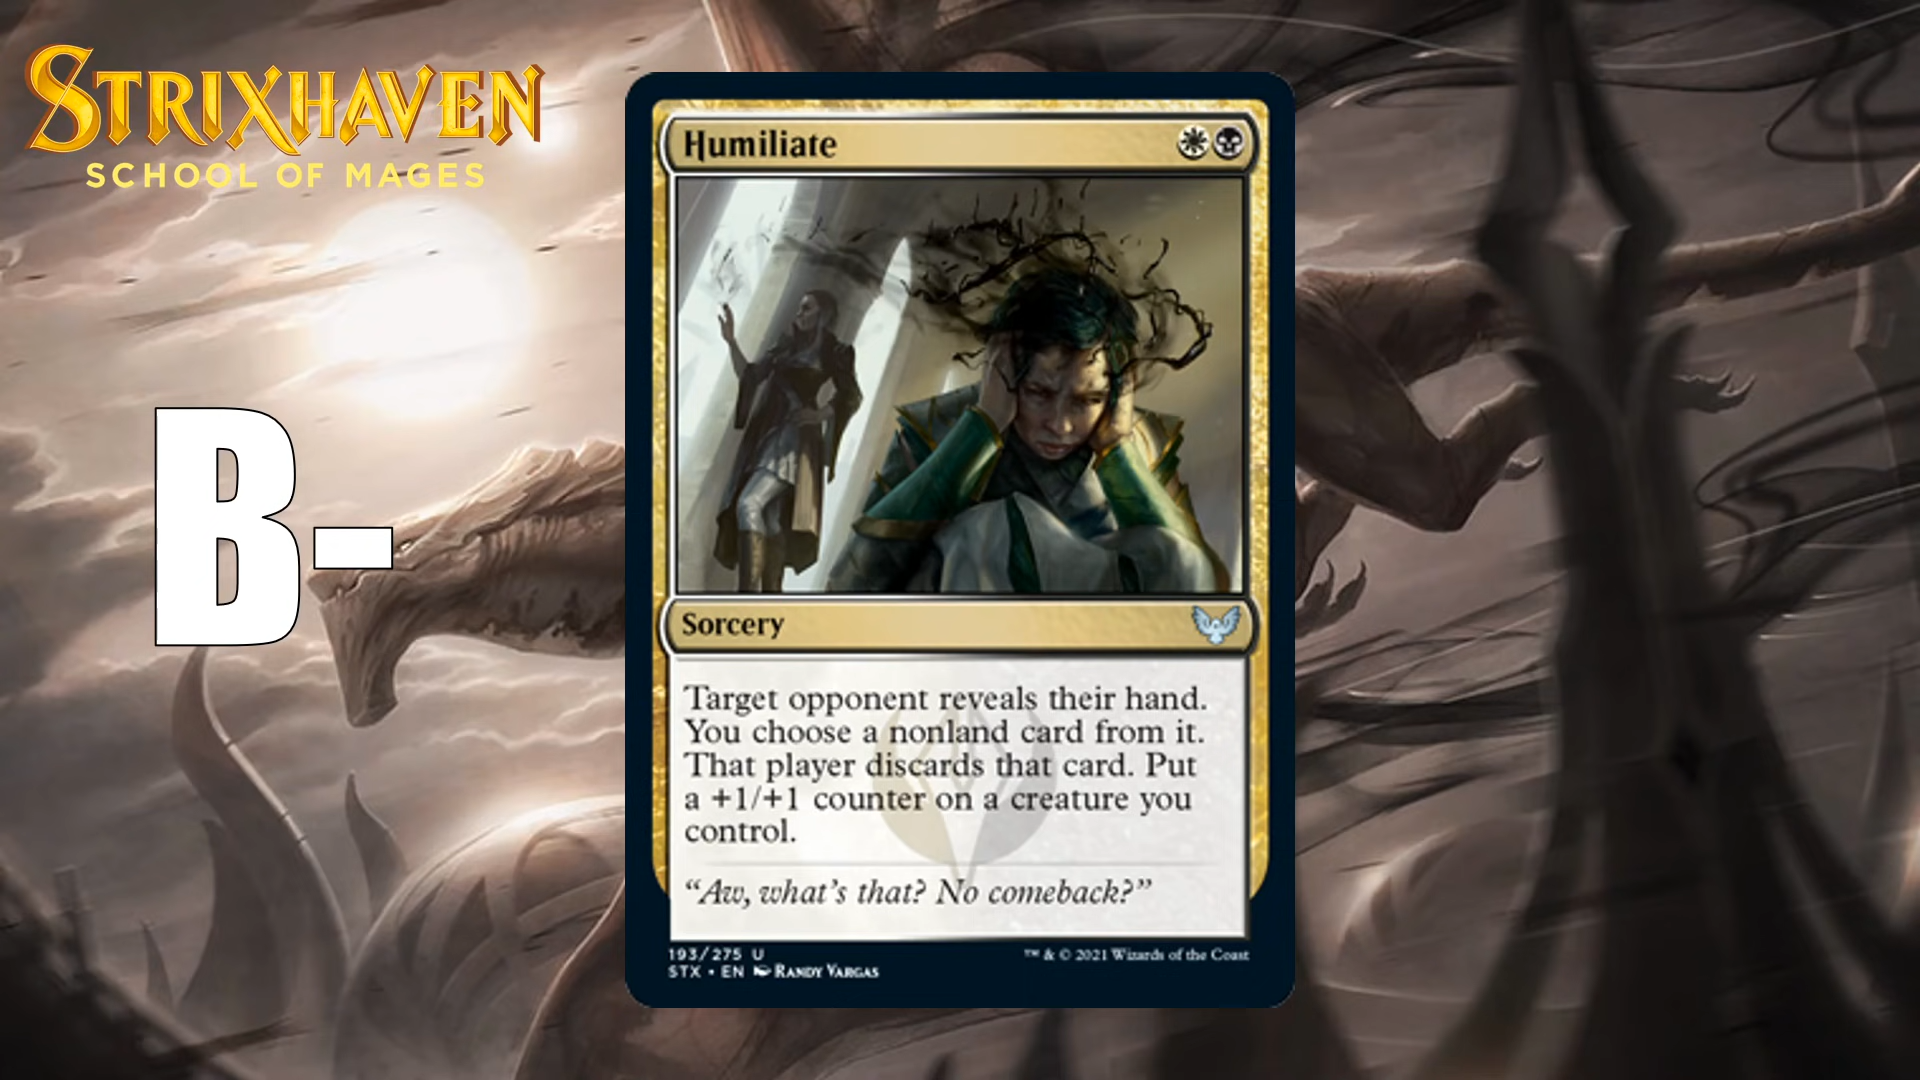 STRIXHAVEN
SCHOOL OF MAGES
B-
Humiliate
Sorcery
Target opponent reveals their hand.
You choose a nonland card from it.
That player discards that card. Put
a +1/+1 counter on a creature you
control.
“Aw, what’s that? No comeback?”
193/275 U
STX • EN RANDY VARGAS
™ & © 2021 Wizards of the Coast